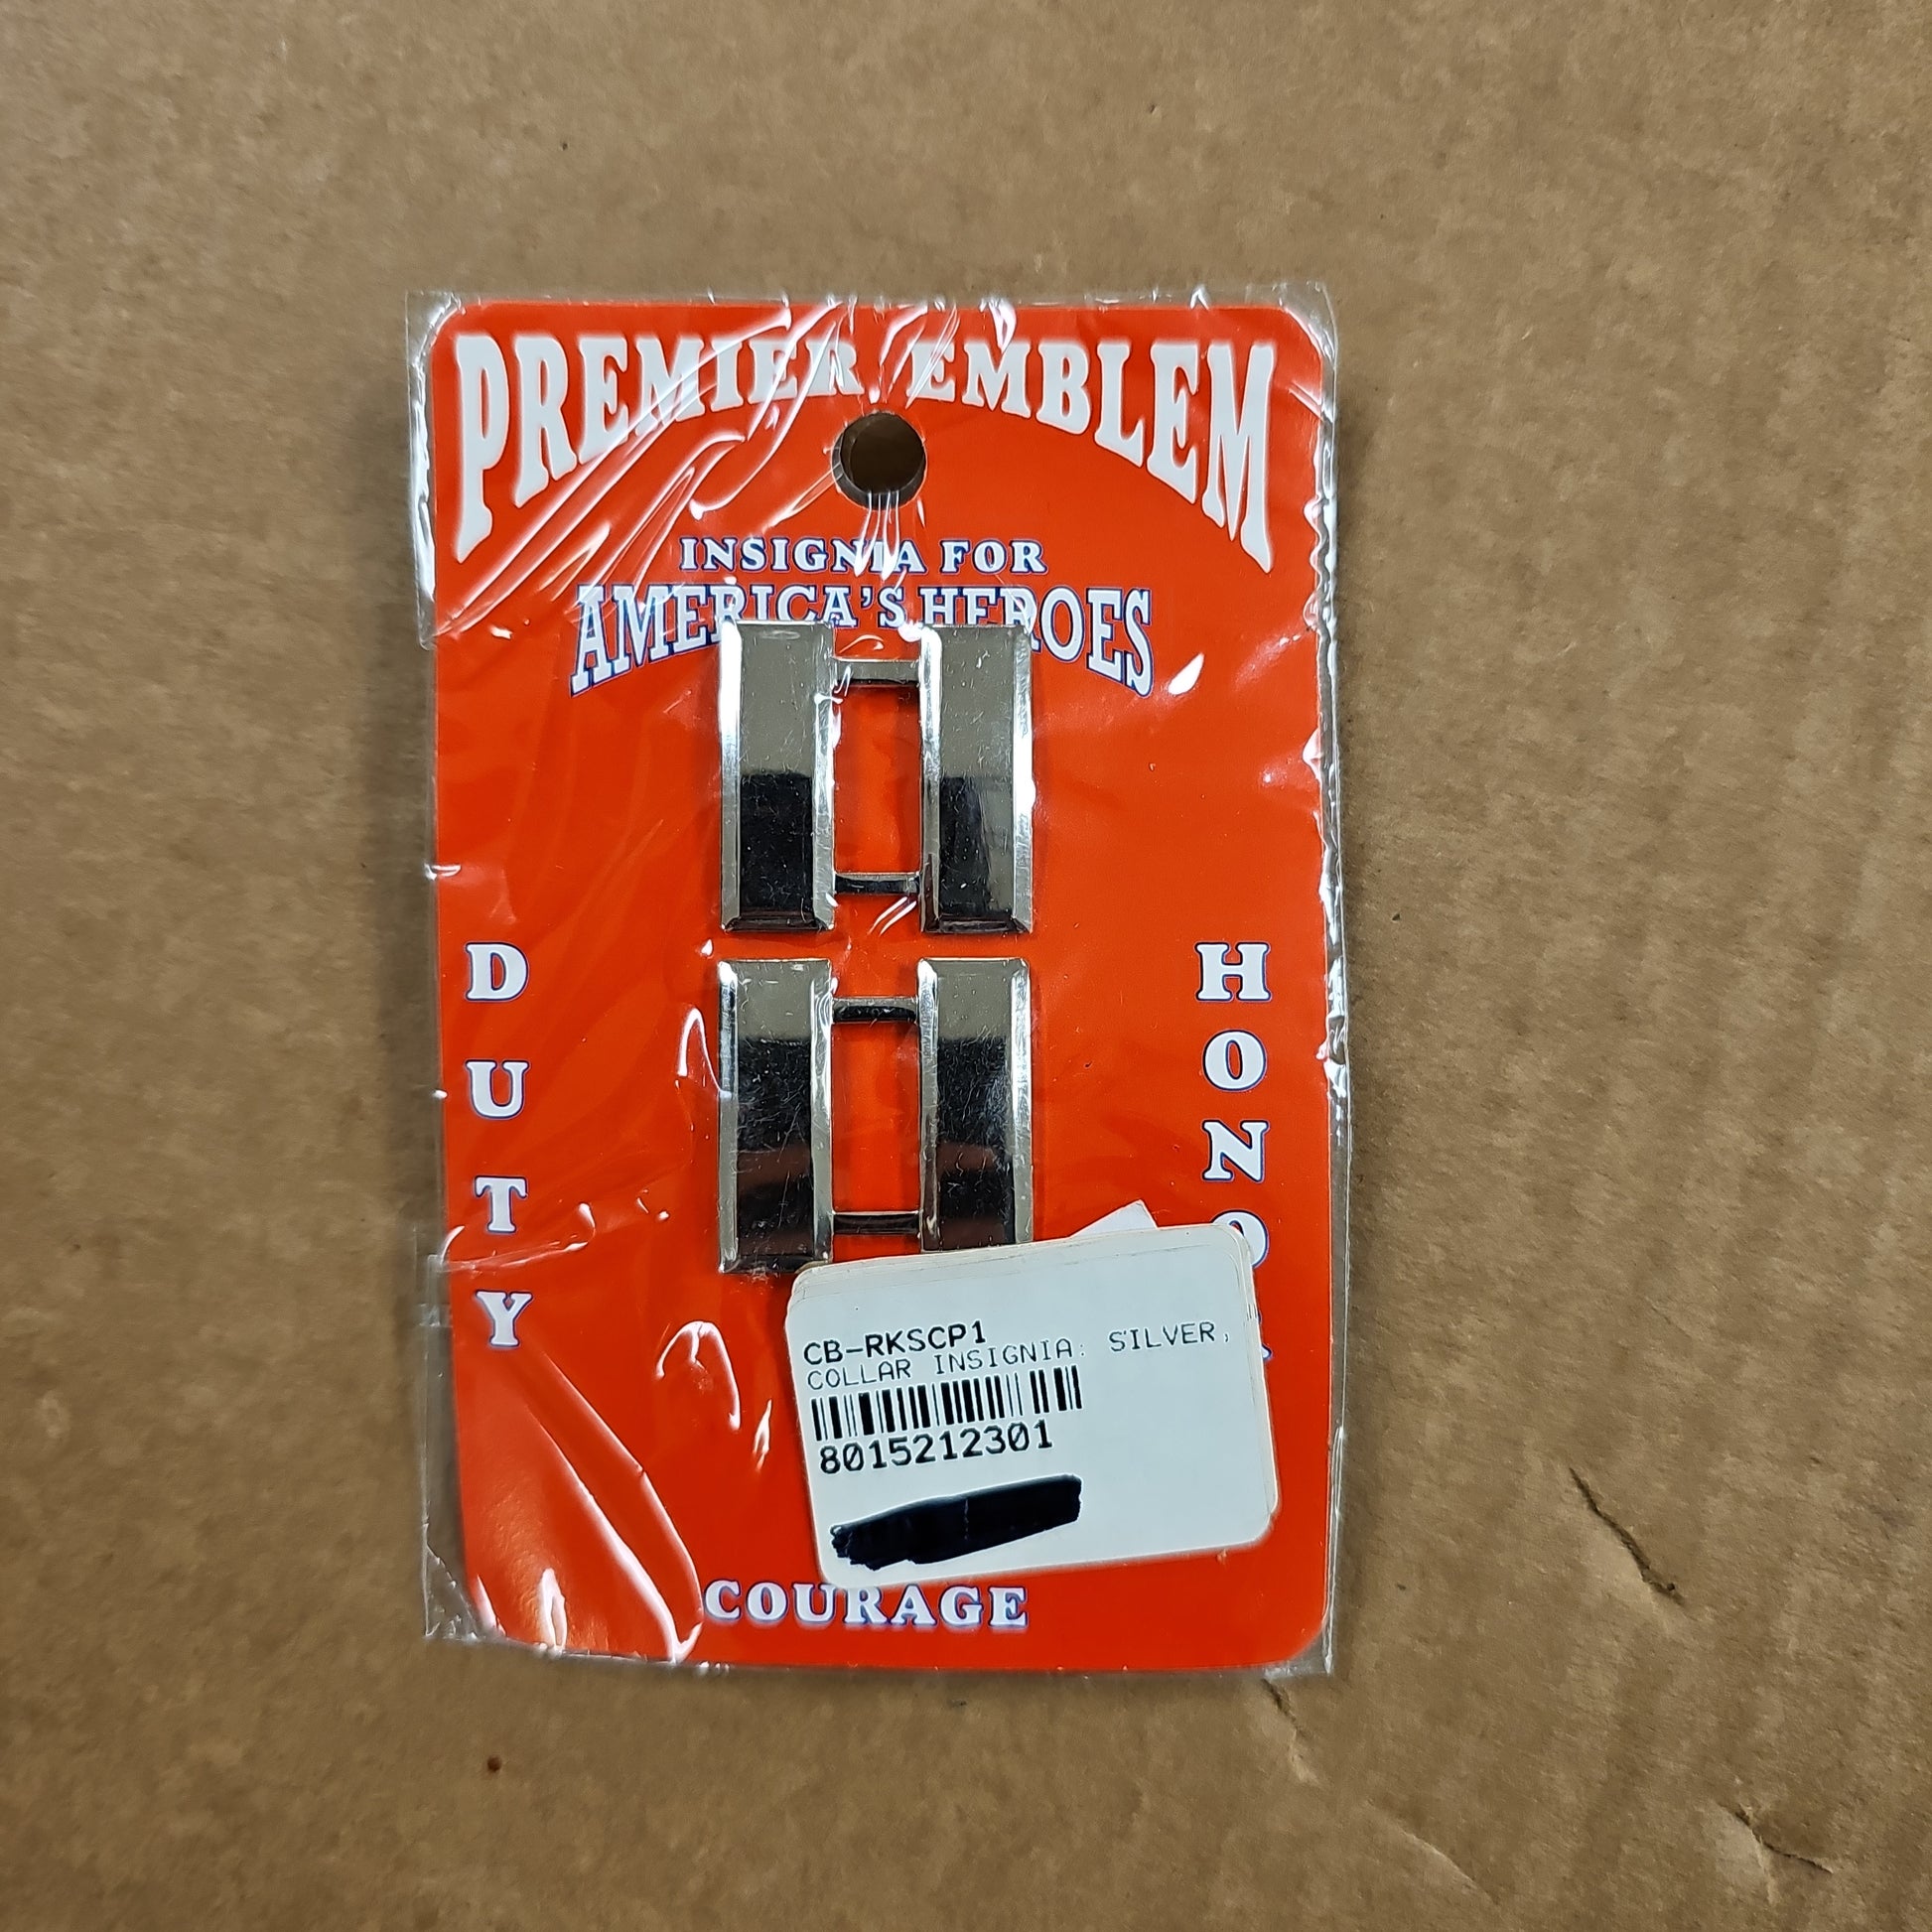 PREMIER EMBLEM
INSIGNIA FOR
AMERICA'S HEROES
DUTY
HONO
CB-RKSCP1
COLLAR INSIGNIA: SILVER,
8015212301
COURAGE